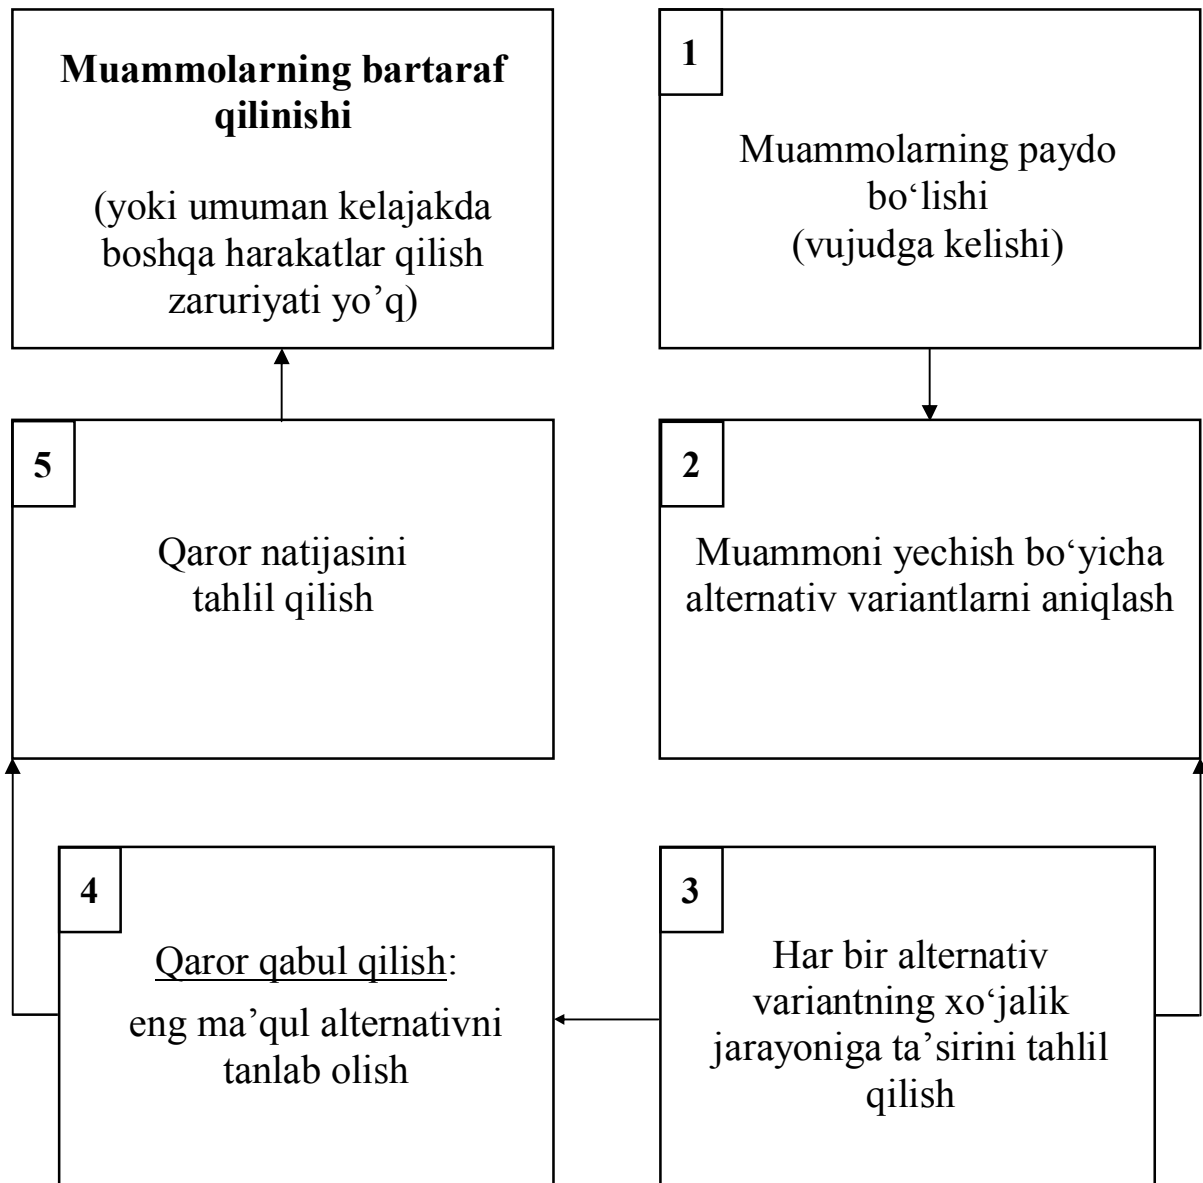 Muammolarning bartaraf
qilinishi
(yoki umuman kelajakda
boshqa harakatlar qilish
zaruriyati yo’q)
1
Muammolarning paydo
bo‘lishi
(vujudga kelishi)
5
Qaror natijasini
tahlil qilish
2
Muammoni yechish bo‘yicha
alternativ variantlarni aniqlash
4
Qaror qabul qilish:
eng ma’qul alternativni
tanlab olish
3
Har bir alternativ
variantning xo‘jalik
jarayoniga ta’sirini tahlil
qilish